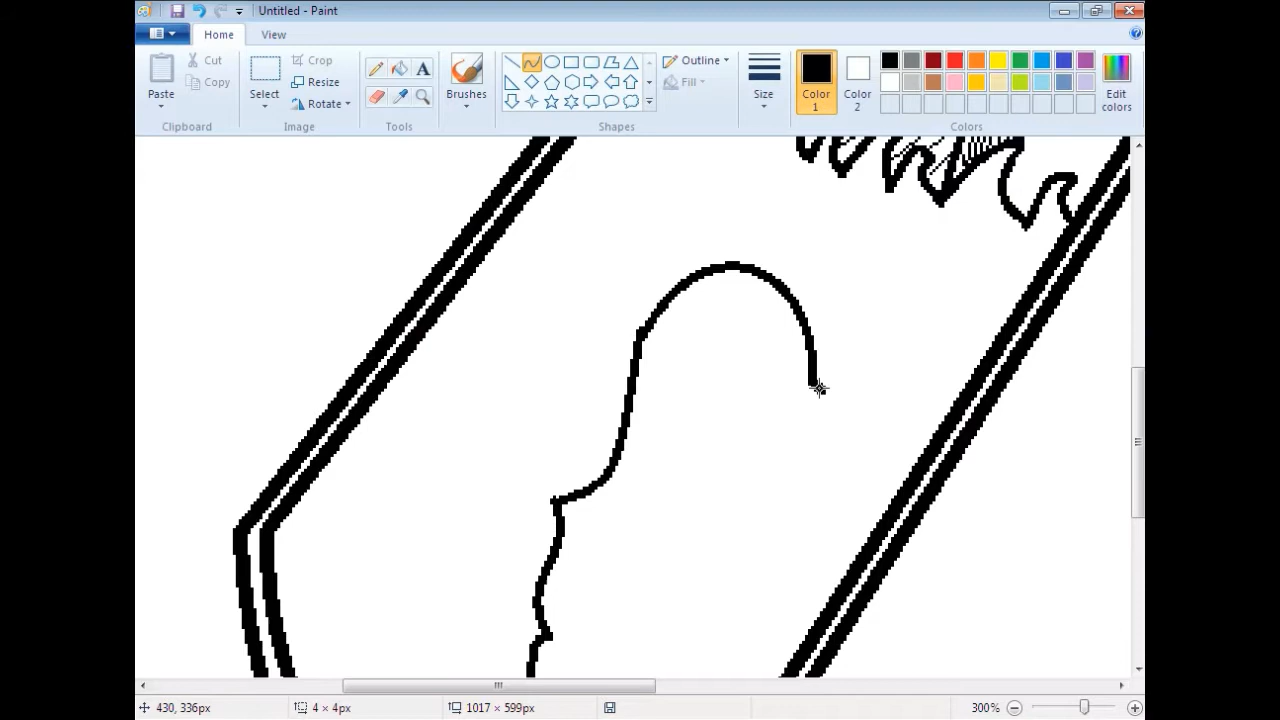 Untitled - Paint
Home View
Cut
Copy
Paste
Clipboard
Select
Crop
Resize
Rotate
Image
A
Tools
Brushes
Outline
Fill
Shapes
Size
Color 1
Color 2
Edit colors
Colors
430, 336px
4 × 4px
1017 × 599px
300%